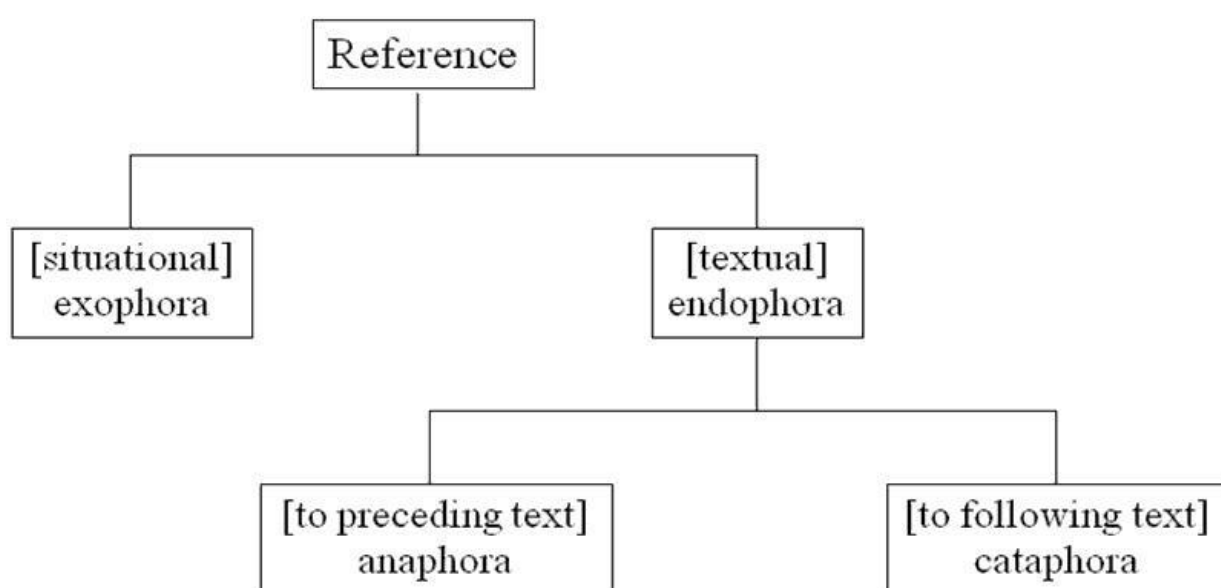 Reference
[situational]
exophora
[textual]
endophora
[to preceding text]
anaphora
[to following text]
cataphora